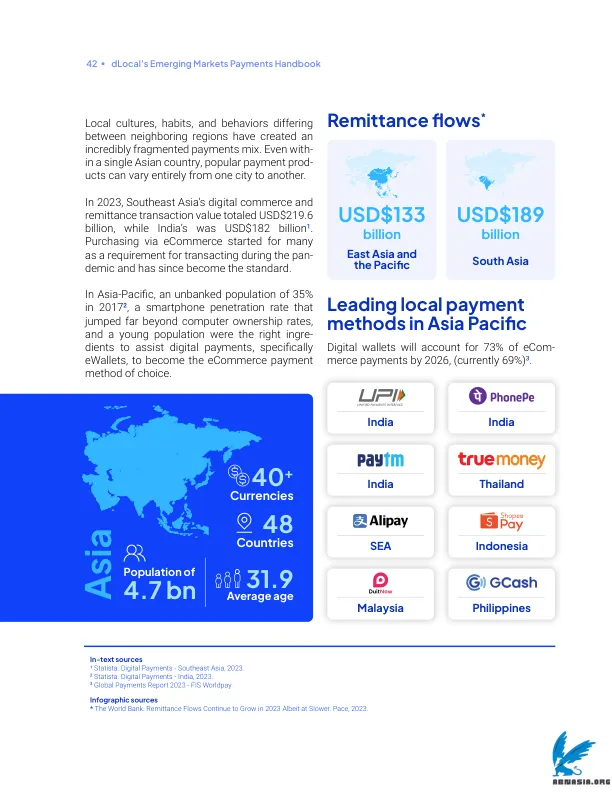 42 • dLocal's Emerging Markets Payments Handbook
Local cultures, habits, and behaviors differing
between neighboring regions have created an
incredibly fragmented payments mix. Even with-
in a single Asian country, popular payment prod-
ucts can vary entirely from one city to another.
In 2023, Southeast Asia's digital commerce and
remittance transaction value totaled USD$219.6
billion, while India's was USD$182 billion¹.
Purchasing via eCommerce started for many
as a requirement for transacting during the pan-
demic and has since become the standard.
In Asia-Pacific, an unbanked population of 35%
in 2017², a smartphone penetration rate that
jumped far beyond computer ownership rates,
and a young population were the right ingre-
dients to assist digital payments, specifically
eWallets, to become the eCommerce payment
method of choice.
Asia
40+
Currencies
48
Countries
Population of
4.7 bn
31.9
Average age
Remittance flows*
USD$133
billion
East Asia and
the Pacific
USD$189
billion
South Asia
Leading local payment
methods in Asia Pacific
Digital wallets will account for 73% of eCom-
merce payments by 2026, (currently 69%)³.
UPI
India
PhonePe
India
paytm
India
truemoney
Thailand
Alipay
SEA
Shopee
Pay
Indonesia
DuitNow
Malaysia
GCash
Philippines
In-text sources
¹ Statista. Digital Payments - Southeast Asia, 2023.
² Statista. Digital Payments - India, 2023.
³ Global Payments Report 2023 - FIS Worldpay
Infographic sources
* The World Bank. Remittance Flows Continue to Grow in 2023 Albeit at Slower. Pace, 2023.
ABNASIA.ORG